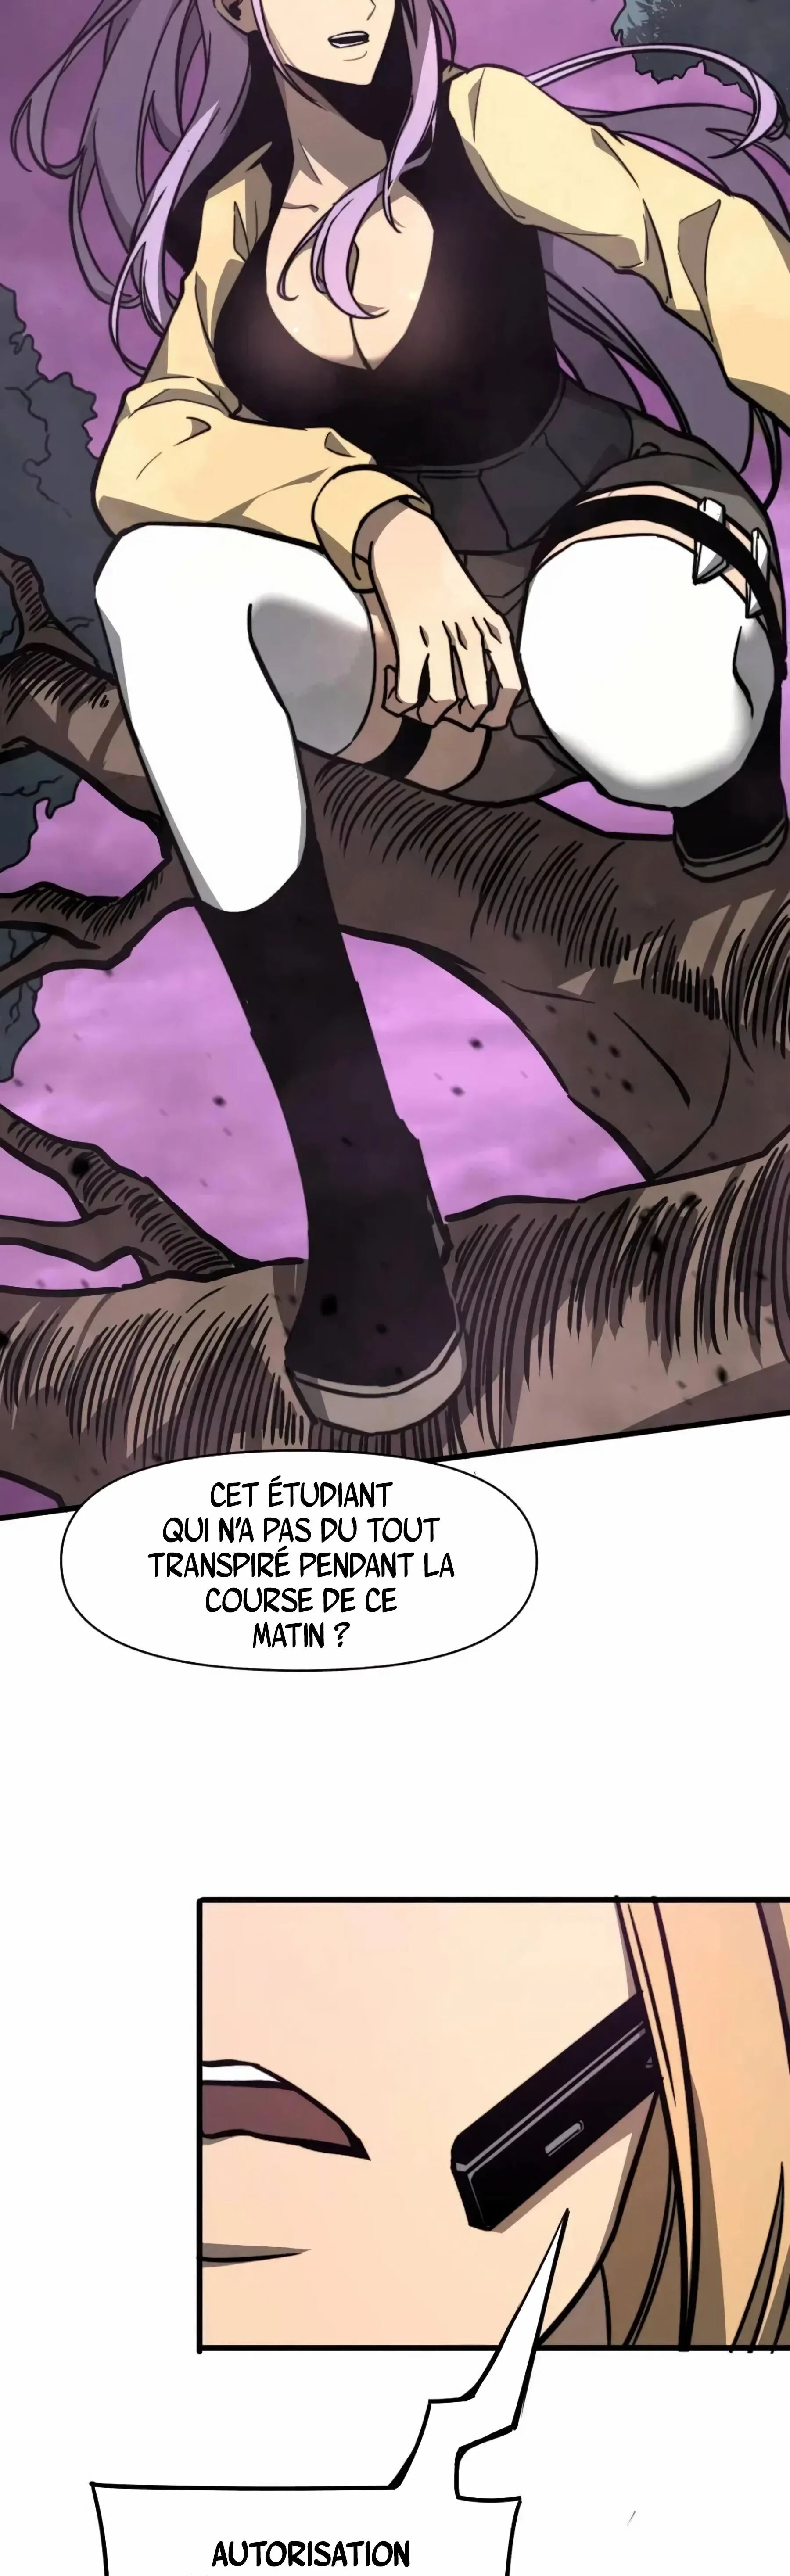 CET ÉTUDIANT
QUI N'A PAS DU TOUT
TRANSPIRÉ PENDANT LA
COURSE DE CE
MATIN ?
AUTORISATION